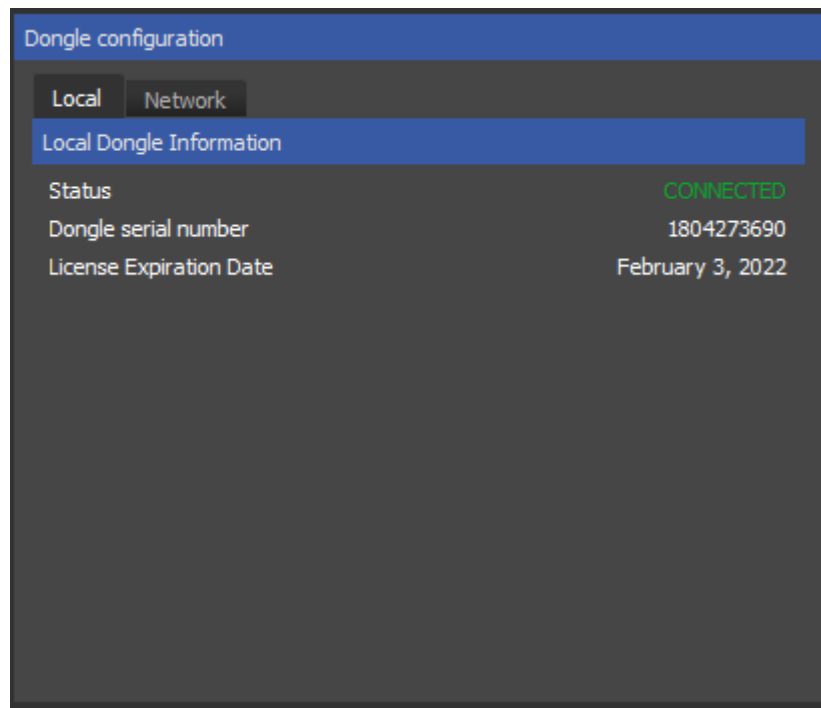 Dongle configuration
Local Network
Local Dongle Information
Status CONNECTED
Dongle serial number 1804273690
License Expiration Date February 3, 2022